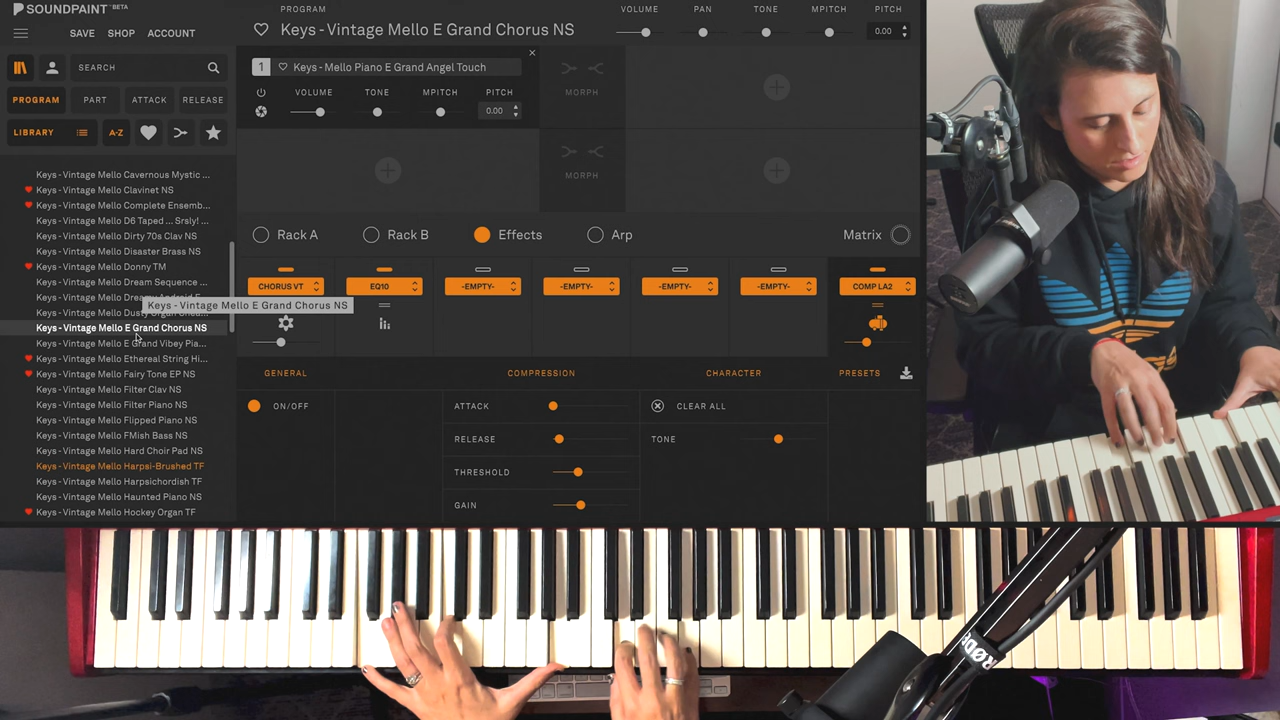 SOUNDPAINT BETA
SAVE SHOP ACCOUNT
SEARCH
PROGRAM PART ATTACK RELEASE
LIBRARY A-Z
Keys - Vintage Mello Cavernous Mystic ...
Keys - Vintage Mello Clavinet NS
Keys - Vintage Mello Complete Ensemb...
Keys - Vintage Mello D6 Taped ... Srsly! ...
Keys - Vintage Mello Dirty 70s Clav NS
Keys - Vintage Mello Disaster Brass NS
Keys - Vintage Mello Donny TM
Keys - Vintage Mello Dream Sequence ...
Keys - Vintage Mello
Keys - Vintage Mello E Grand Chorus NS
Keys - Vintage Mello
Keys - Vintage Mello E Grand Chorus NS
Keys - Vintage Mello E Grand Vibey Pia...
Keys - Vintage Mello Ethereal String Hi...
Keys - Vintage Mello Fairy Tone EP NS
Keys - Vintage Mello Filter Clav NS
Keys - Vintage Mello Filter Piano NS
Keys - Vintage Mello Flipped Piano NS
Keys - Vintage Mello FMish Bass NS
Keys - Vintage Mello Hard Choir Pad NS
Keys - Vintage Mello Harpsi-Bruahed TF
Keys - Vintage Mello Harpsichordish TF
Keys - Vintage Mello Haunted Piano NS
Keys - Vintage Mello Hockey Organ TF
PROGRAM
Keys - Vintage Mello E Grand Chorus NS
VOLUME PAN TONE MPITCH PITCH
0.00
1 Keys - Mello Piano E Grand Angel Touch
VOLUME TONE MPITCH PITCH
0.00
MORPH
MORPH
Rack A Rack B Effects Arp Matrix
CHORUS VT EQ10 -EMPTY- -EMPTY- -EMPTY- -EMPTY- COMP LA2
GENERAL COMPRESSION CHARACTER PRESETS
ON/OFF ATTACK CLEAR ALL
RELEASE TONE
THRESHOLD
GAIN
RØDE